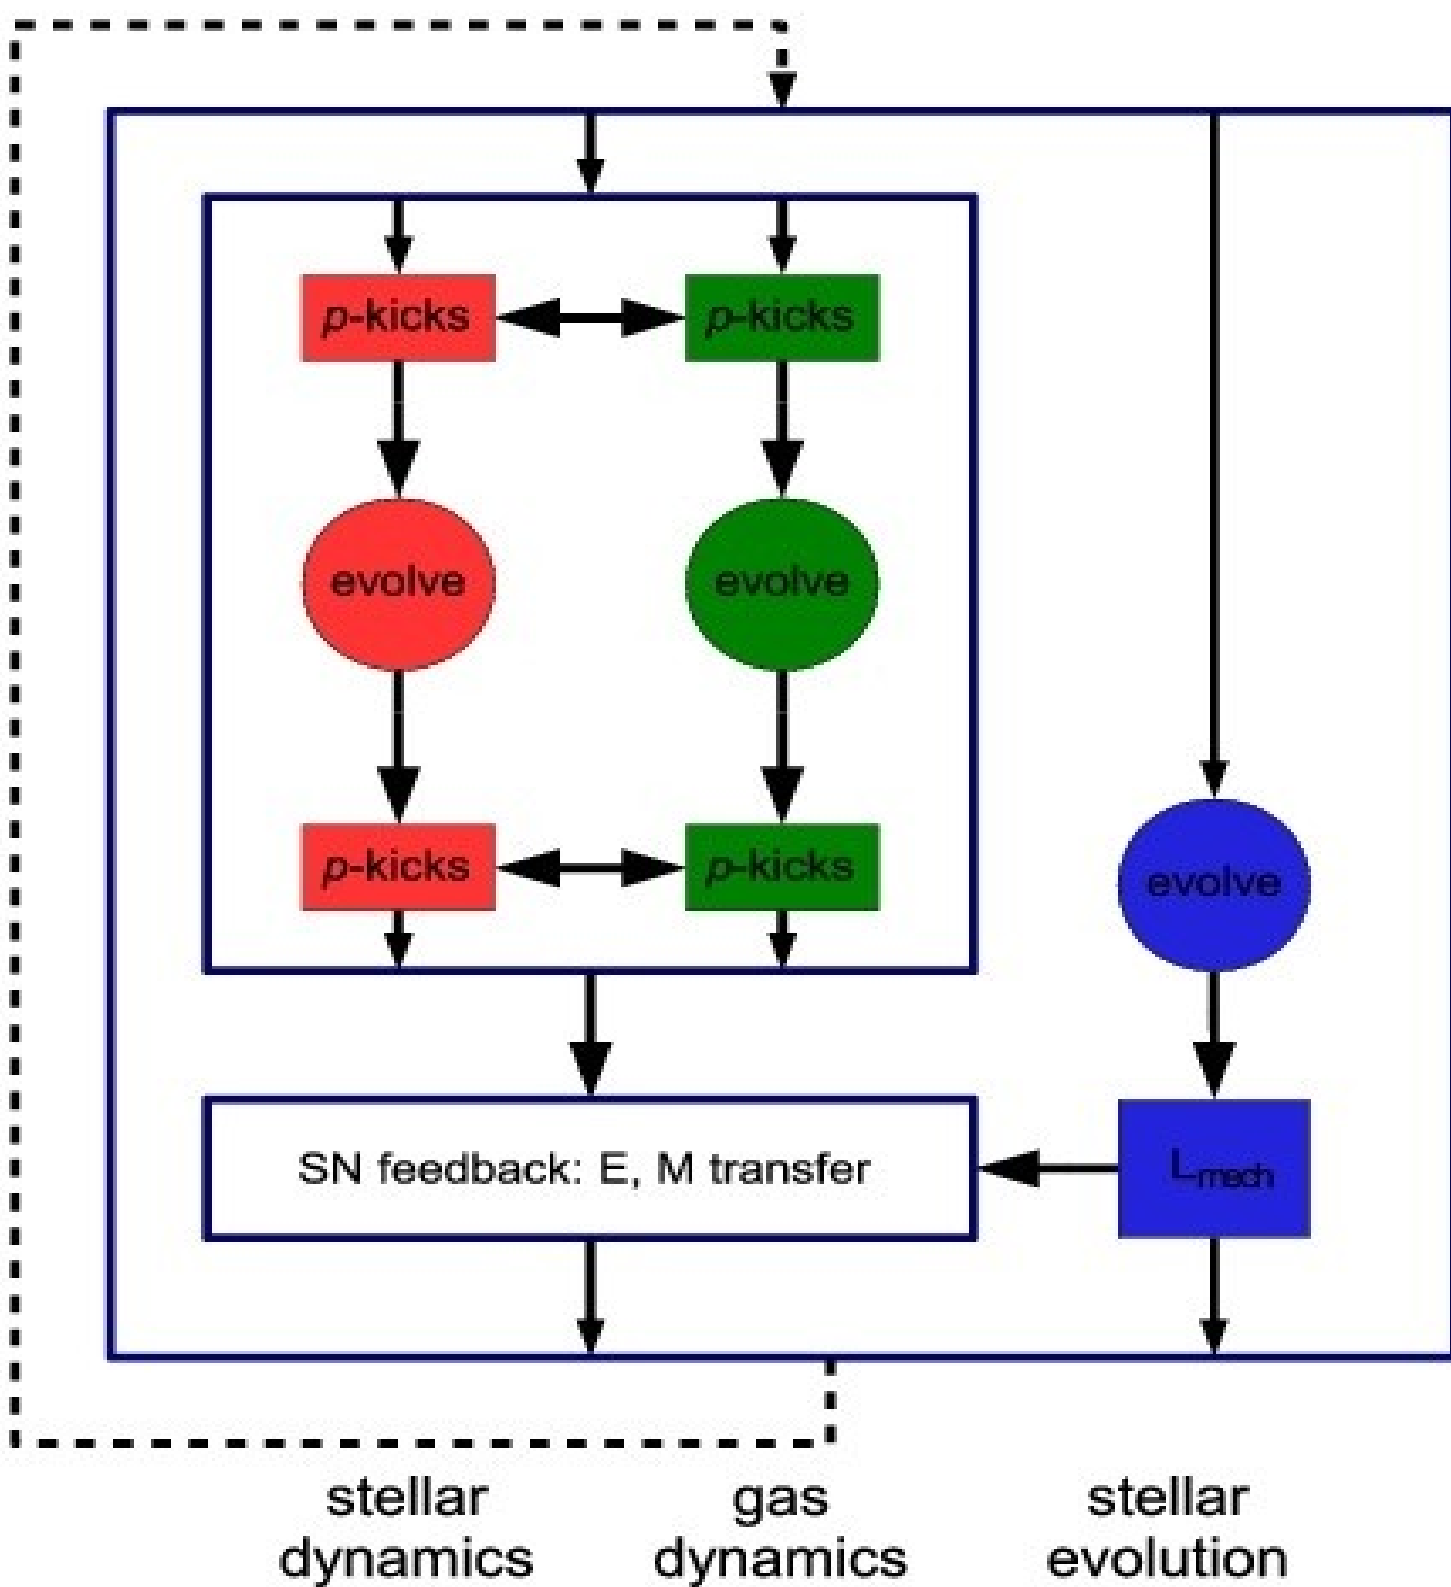 p-kicks p-kicks
evolve evolve
p-kicks p-kicks
evolve
SN feedback: E, M transfer
Lmech
stellar dynamics
gas dynamics
stellar evolution